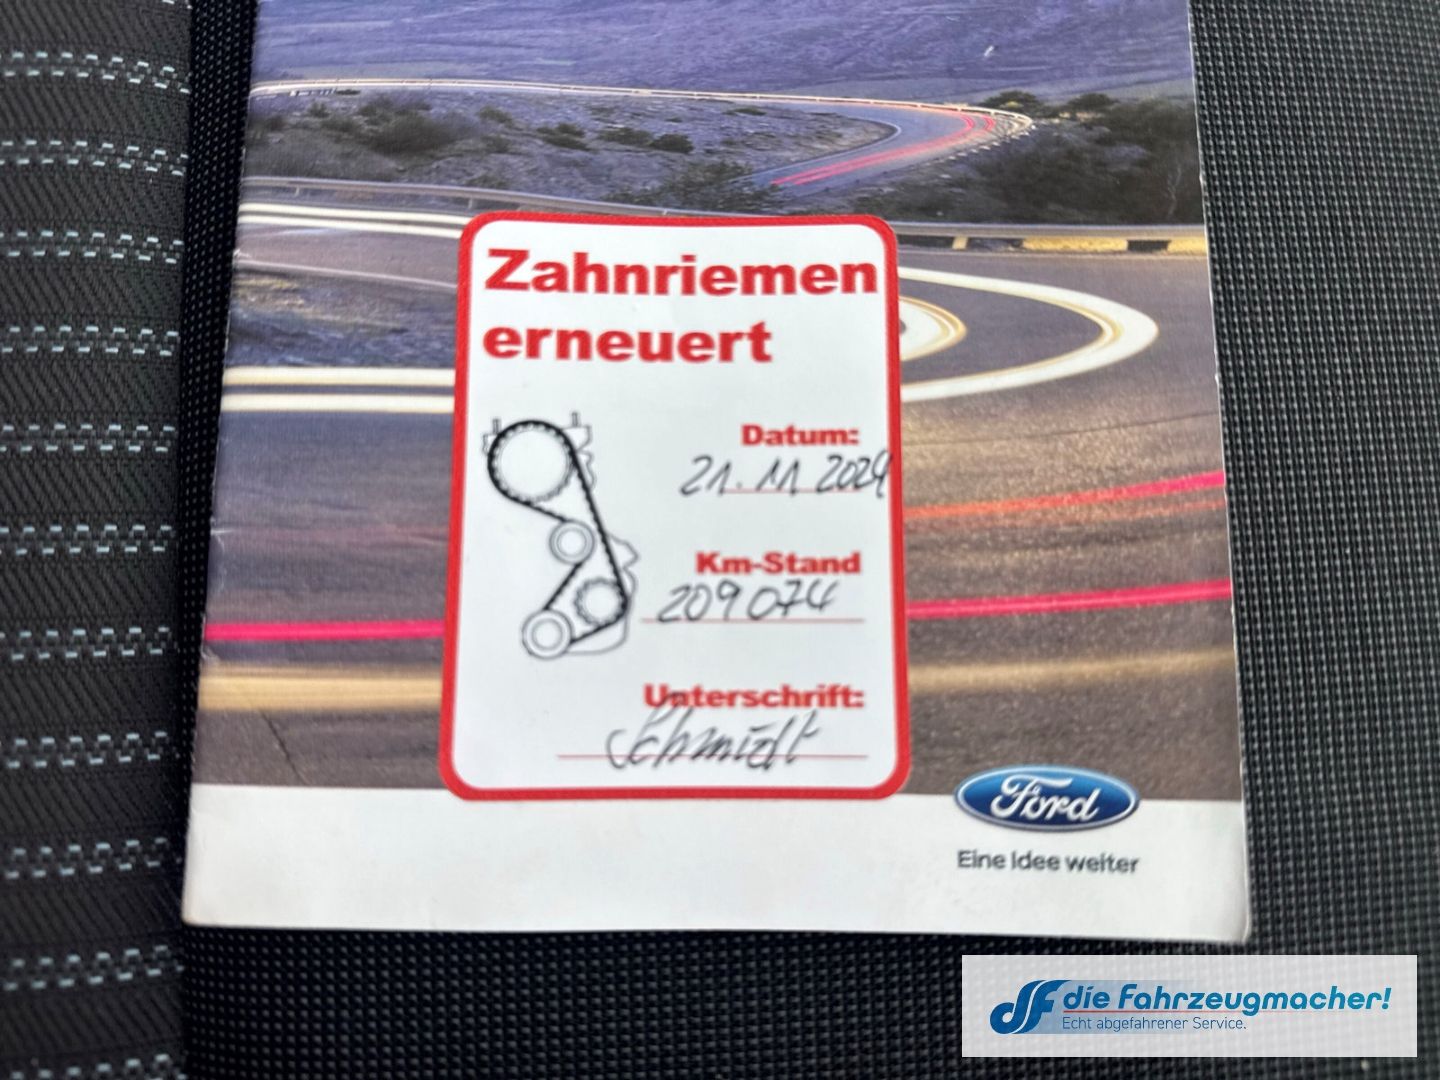 Zahnriemen
erneuert
Datum:
21.11 2024
Km-Stand
209074
Unterschrift:
Schmidt
Ford
Eine Idee weiter
die Fahrzeugmacher!
Echt abgefahrener Service.